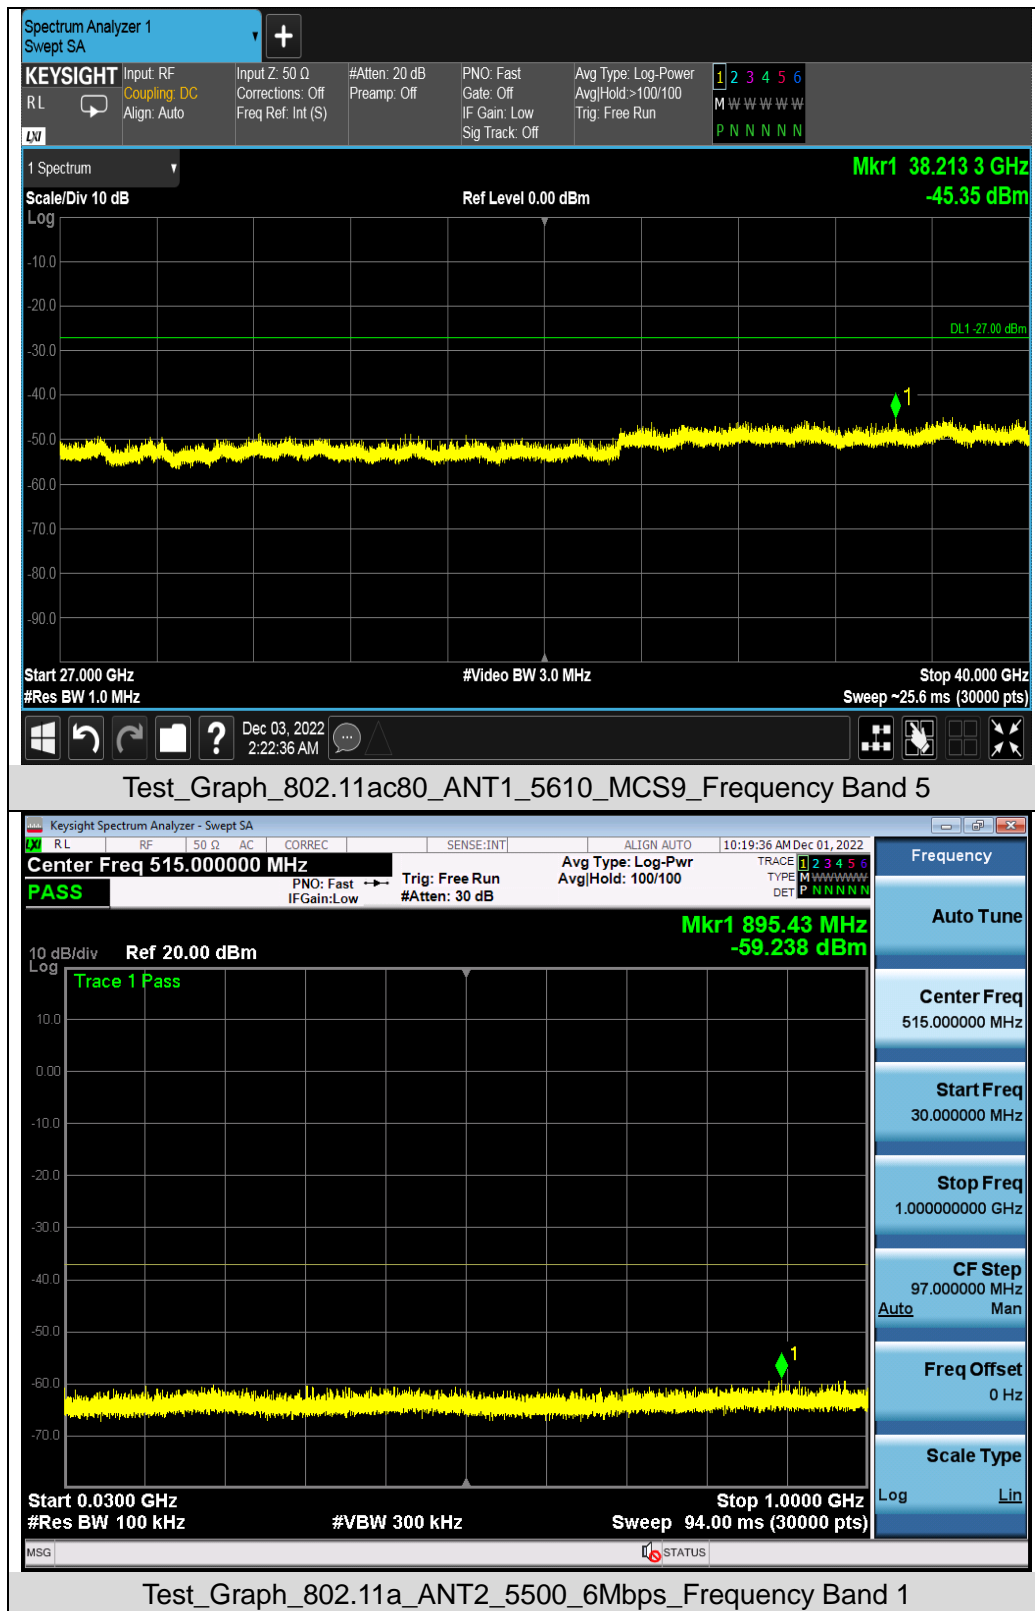 Spectrum Analyzer 1
Swept SA
KEYSIGHT
RL
LXI
Input: RF
Coupling: DC
Align: Auto
Input Z: 50 Ω
Corrections: Off
Freq Ref: Int (S)
#Atten: 20 dB
Preamp: Off
PNO: Fast
Gate: Off
IF Gain: Low
Sig Track: Off
Avg Type: Log-Power
Avg|Hold:>100/100
Trig: Free Run
1 2 3 4 5 6
M W W W W W
P N N N N N
1 Spectrum
Mkr1 38.213 3 GHz
Scale/Div 10 dB
Ref Level 0.00 dBm
-45.35 dBm
Log
-10.0
-20.0
DL1 -27.00 dBm
-30.0
-40.0
1
-50.0
-60.0
-70.0
-80.0
-90.0
Start 27.000 GHz
#Video BW 3.0 MHz
Stop 40.000 GHz
#Res BW 1.0 MHz
Sweep ~25.6 ms (30000 pts)
?
Dec 03, 2022
2:22:36 AM
Test_Graph_802.11ac80_ANT1_5610_MCS9_Frequency Band 5
Keysight Spectrum Analyzer - Swept SA
LXI RL RF 50 Ω AC CORREC SENSE:INT ALIGN AUTO 10:19:36 AM Dec 01, 2022
Center Freq 515.000000 MHz
PASS
PNO: Fast
IFGain:Low
Trig: Free Run
#Atten: 30 dB
Avg Type: Log-Pwr
Avg|Hold: 100/100
TRACE 1 2 3 4 5 6
TYPE M W W W W W
DET P N N N N N
Mkr1 895.43 MHz
-59.238 dBm
10 dB/div
Log
Ref 20.00 dBm
Trace 1 Pass
10.0
0.00
-10.0
-20.0
-30.0
-40.0
-50.0
1
-60.0
-70.0
Start 0.0300 GHz
Stop 1.0000 GHz
#Res BW 100 kHz
#VBW 300 kHz
Sweep 94.00 ms (30000 pts)
MSG
STATUS
Frequency
Auto Tune
Center Freq
515.000000 MHz
Start Freq
30.000000 MHz
Stop Freq
1.000000000 GHz
CF Step
97.000000 MHz
Auto Man
Freq Offset
0 Hz
Scale Type
Log Lin
Test_Graph_802.11a_ANT2_5500_6Mbps_Frequency Band 1